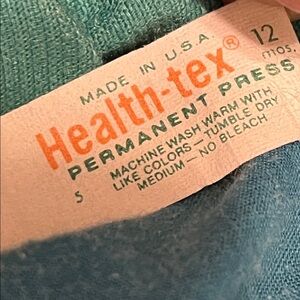 MADE IN U.S.A.
Health-tex® 12 mos.
PERMANENT PRESS
MACHINE WASH WARM WITH
LIKE COLORS—TUMBLE DRY
5 MEDIUM—NO BLEACH